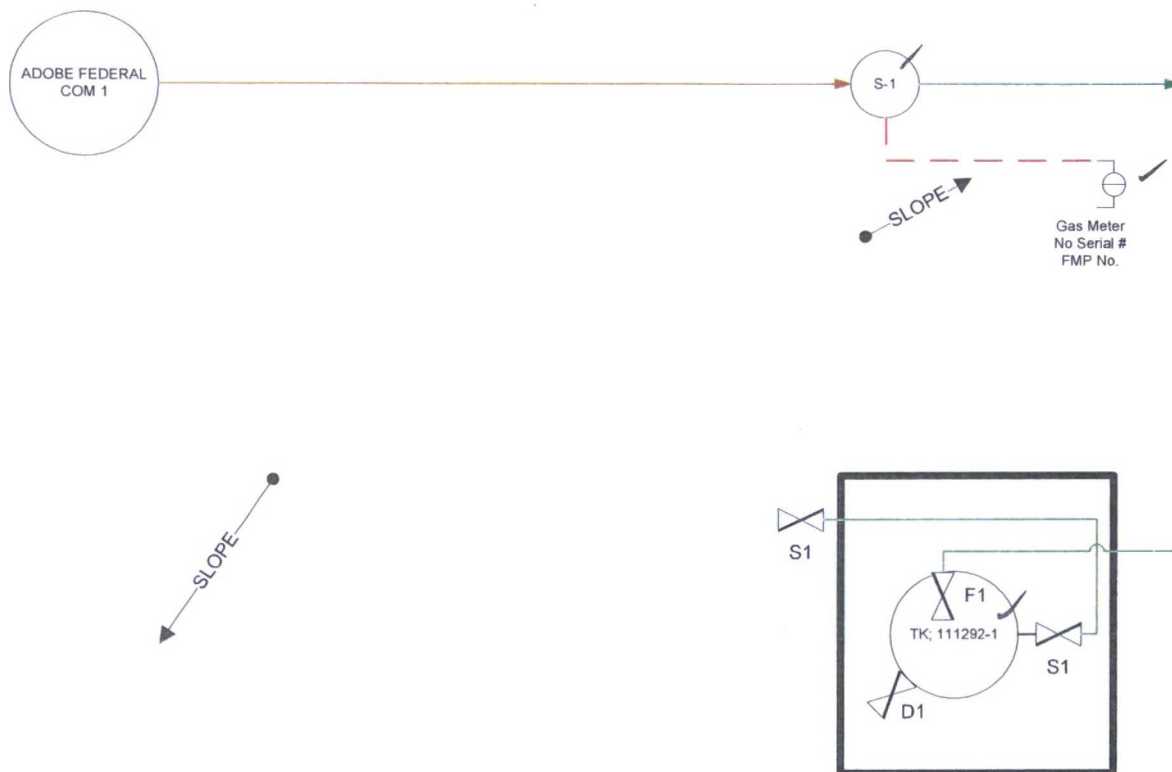 ADOBE FEDERAL
COM 1
S-1
SLOPE
Gas Meter
No Serial #
FMP No.
SLOPE
S1
F1
TK; 111292-1
S1
D1